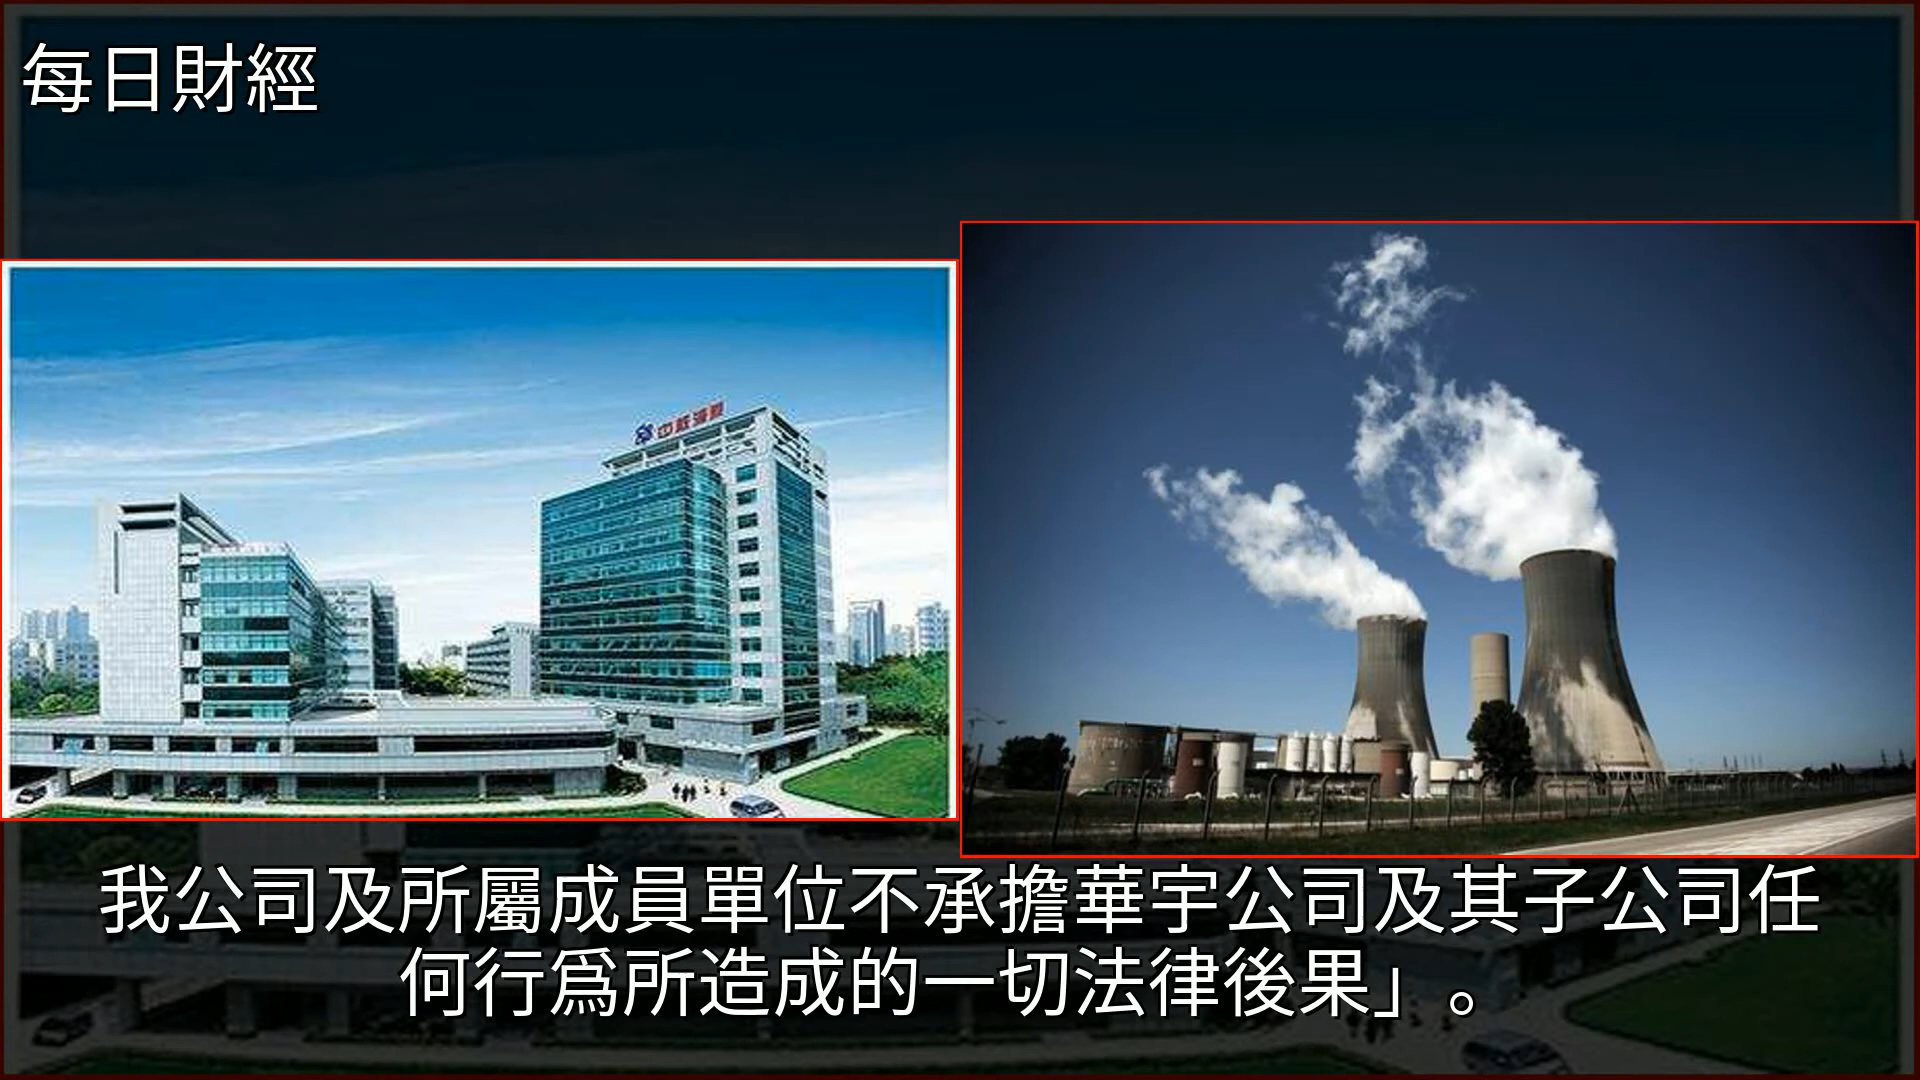 每日財經
我公司及所屬成員單位不承擔華宇公司及其子公司任
何行爲所造成的一切法律後果」。